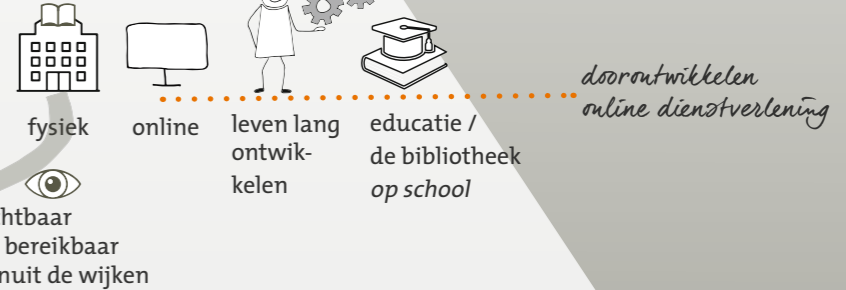 fysiek
online
leven lang
ontwik-
kelen
educatie /
de bibliotheek
op school
doorontwikkelen
online dienstverlening
htbaar
bereikbaar
nuit de wijken